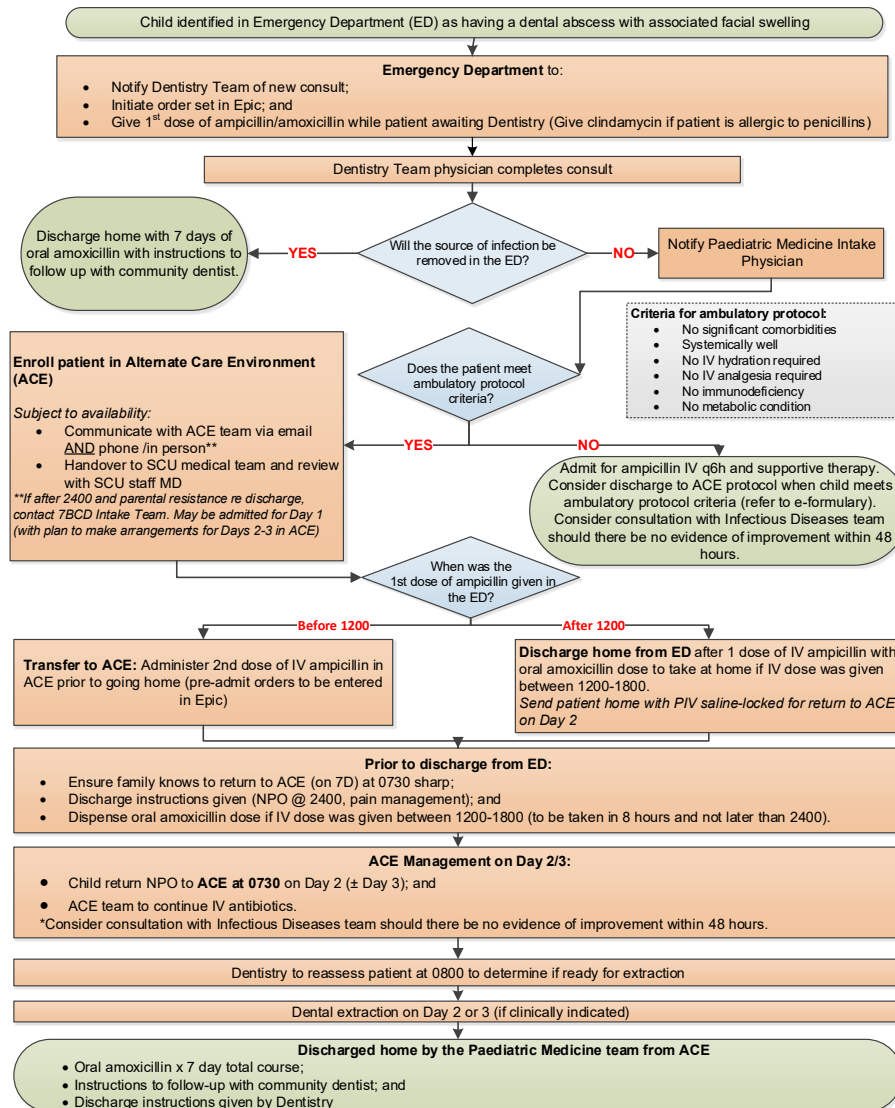 Child identified in Emergency Department (ED) as having a dental abscess with associated facial swelling
Emergency Department to:
• Notify Dentistry Team of new consult;
• Initiate order set in Epic; and
• Give 1st dose of ampicillin/amoxicillin while patient awaiting Dentistry (Give clindamycin if patient is allergic to penicillins)
Dentistry Team physician completes consult
Will the source of infection be
removed in the ED?
YES
NO
Discharge home with 7 days of
oral amoxicillin with instructions to
follow up with community dentist.
Notify Paediatric Medicine Intake
Physician
Criteria for ambulatory protocol:
• No significant comorbidities
• Systemically well
• No IV hydration required
• No IV analgesia required
• No immunodeficiency
• No metabolic condition
Does the patient meet
ambulatory protocol
criteria?
YES
NO
Enroll patient in Alternate Care Environment
(ACE)
Subject to availability:
• Communicate with ACE team via email
AND phone /in person**
• Handover to SCU medical team and review
with SCU staff MD
**If after 2400 and parental resistance re discharge,
contact 7BCD Intake Team. May be admitted for Day 1
(with plan to make arrangements for Days 2-3 in ACE)
Admit for ampicillin IV q6h and supportive therapy.
Consider discharge to ACE protocol when child meets
ambulatory protocol criteria (refer to e-formulary).
Consider consultation with Infectious Diseases team
should there be no evidence of improvement within 48
hours.
When was the
1st dose of ampicillin given in
the ED?
Before 1200
After 1200
Transfer to ACE: Administer 2nd dose of IV ampicillin in
ACE prior to going home (pre-admit orders to be entered
in Epic)
Discharge home from ED after 1 dose of IV ampicillin with
oral amoxicillin dose to take at home if IV dose was given
between 1200-1800.
Send patient home with PIV saline-locked for return to ACE
on Day 2
Prior to discharge from ED:
• Ensure family knows to return to ACE (on 7D) at 0730 sharp;
• Discharge instructions given (NPO @ 2400, pain management); and
• Dispense oral amoxicillin dose if IV dose was given between 1200-1800 (to be taken in 8 hours and not later than 2400).
ACE Management on Day 2/3:
• Child return NPO to ACE at 0730 on Day 2 (± Day 3); and
• ACE team to continue IV antibiotics.
*Consider consultation with Infectious Diseases team should there be no evidence of improvement within 48 hours.
Dentistry to reassess patient at 0800 to determine if ready for extraction
Dental extraction on Day 2 or 3 (if clinically indicated)
Discharged home by the Paediatric Medicine team from ACE
• Oral amoxicillin x 7 day total course;
• Instructions to follow-up with community dentist; and
• Discharge instructions given by Dentistry